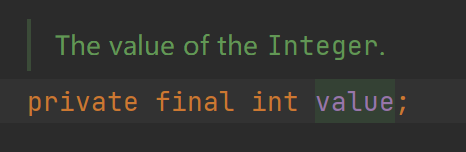 The value of the Integer.
private final int value;